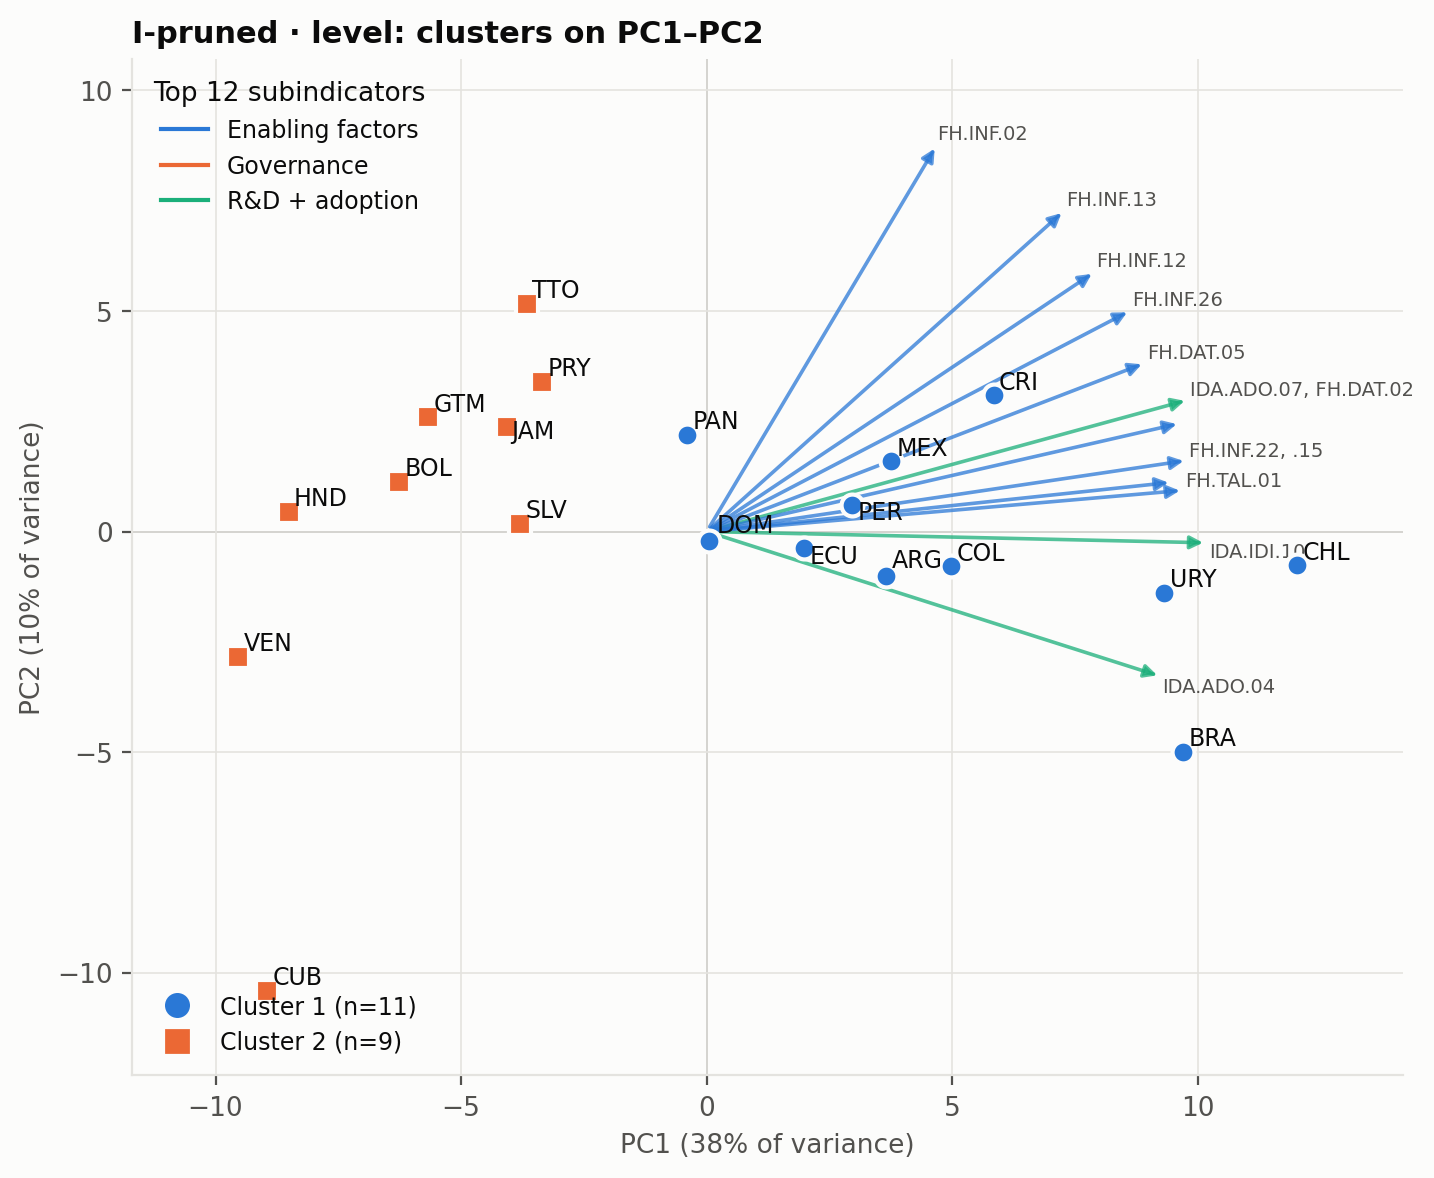 I-pruned · level: clusters on PC1–PC2
Top 12 subindicators
Enabling factors
Governance
R&D + adoption
FH.INF.02
FH.INF.13
FH.INF.12
FH.INF.26
FH.DAT.05
IDA.ADO.07, FH.DAT.02
FH.INF.22, .15
FH.TAL.01
IDA.IDI.10
IDA.ADO.04
TTO
PRY
GTM
JAM
BOL
HND
SLV
VEN
CUB
PAN
CRI
MEX
PER
DOM
ECU
ARG
COL
CHL
URY
BRA
Cluster 1 (n=11)
Cluster 2 (n=9)
10
5
0
−5
−10
PC2 (10% of variance)
−10
−5
0
5
10
PC1 (38% of variance)